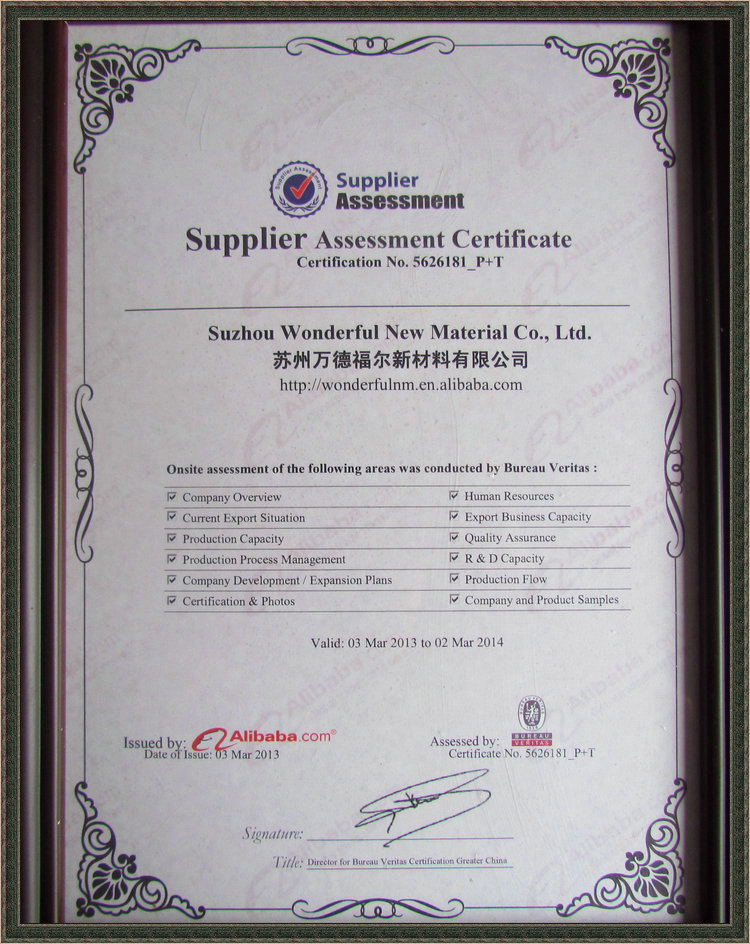 Supplier Assessment
Supplier
Assessment
Supplier Assessment Certificate
Certification No. 5626181_P+T
Suzhou Wonderful New Material Co., Ltd.
苏州万德福尔新材料有限公司
http://wonderfulnm.en.alibaba.com
Onsite assessment of the following areas was conducted by Bureau Veritas :
Company Overview
Human Resources
Current Export Situation
Export Business Capacity
Production Capacity
Quality Assurance
Production Process Management
R & D Capacity
Company Development / Expansion Plans
Production Flow
Certification & Photos
Company and Product Samples
Valid: 03 Mar 2013 to 02 Mar 2014
Issued by: Alibaba.com®
Date of Issue: 03 Mar 2013
Assessed by: BUREAU VERITAS
Certificate No. 5626181_P+T
Signature:
Title: Director for Bureau Veritas Certification Greater China